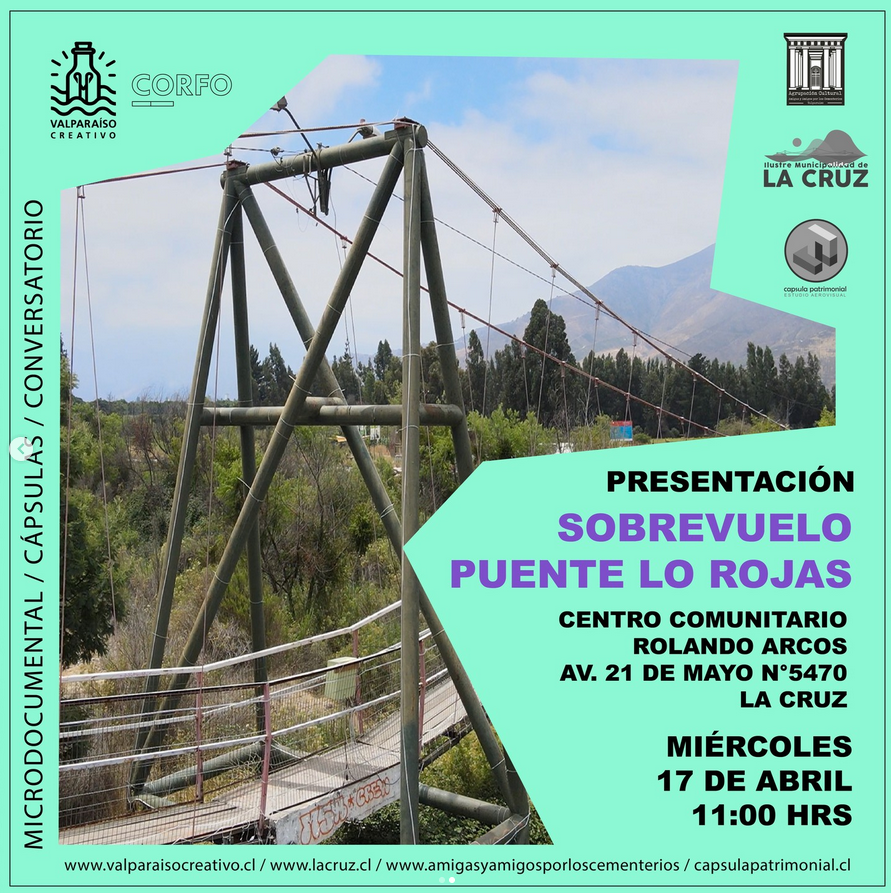 VALPARAÍSO
CREATIVO
CORFO
Agrupación Cultural
Ilustre Municipalidad de
LA CRUZ
capsula patrimonial
ESTUDIO AEROVISUAL
MICRODOCUMENTAL / CÁPSULAS / CONVERSATORIO
PRESENTACIÓN
SOBREVUELO
PUENTE LO ROJAS
CENTRO COMUNITARIO
ROLANDO ARCOS
AV. 21 DE MAYO N°5470
LA CRUZ
MIÉRCOLES
17 DE ABRIL
11:00 HRS
www.valparaisocreativo.cl / www.lacruz.cl / www.amigasyamigosporloscementerios / capsulapatrimonial.cl